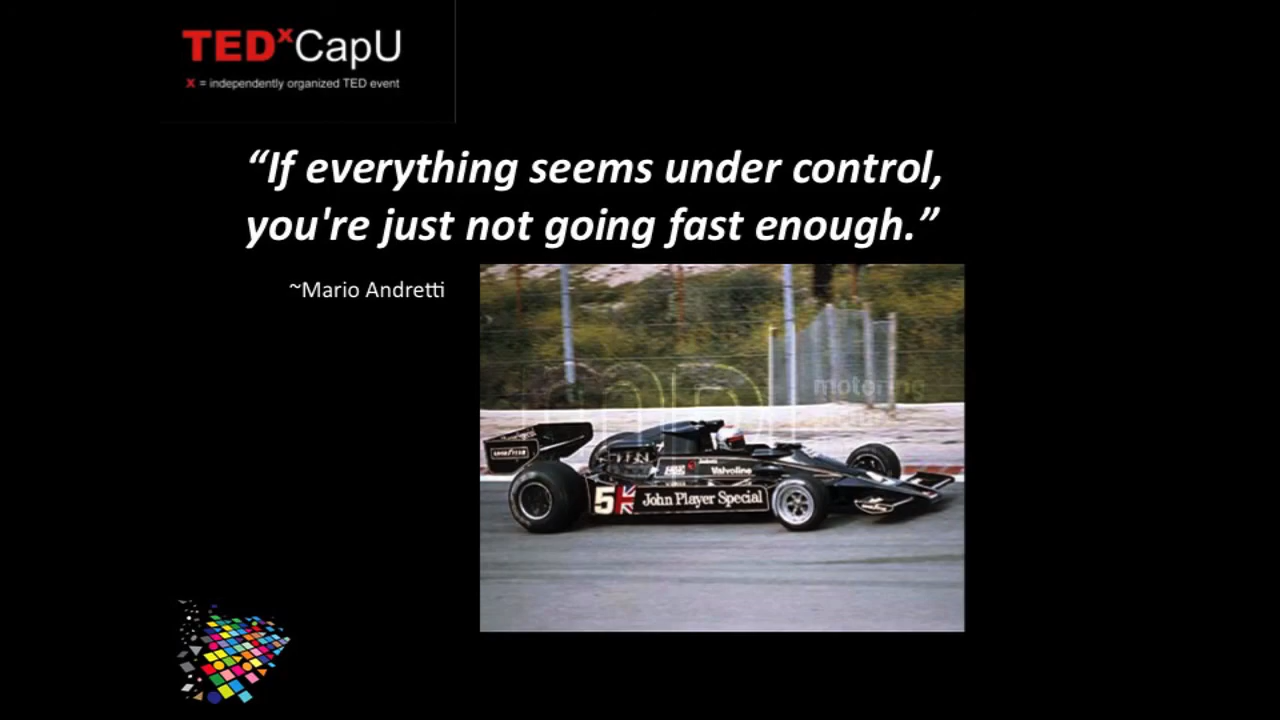 TEDxCapU
x = independently organized TED event
“If everything seems under control,
you're just not going fast enough.”
~Mario Andretti
motoring
GOODYEAR
Valvoline
5 John Player Special